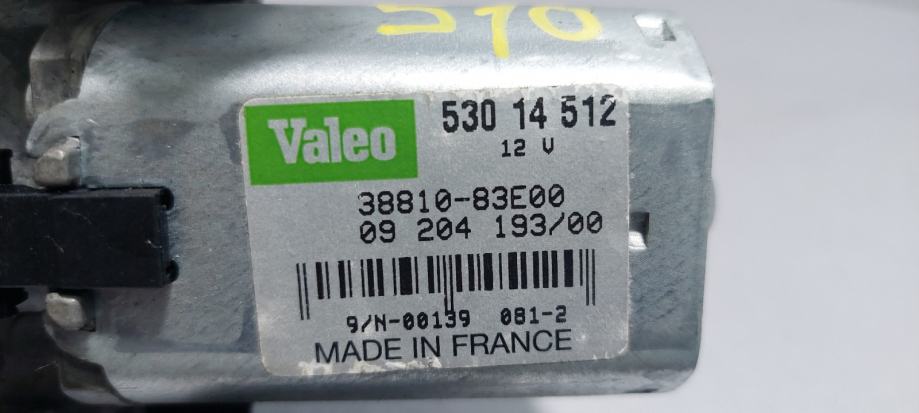 510
Valeo
530 14 512
12 V
38810-83E00
09 204 193/00
9/N-00139 081-2
MADE IN FRANCE